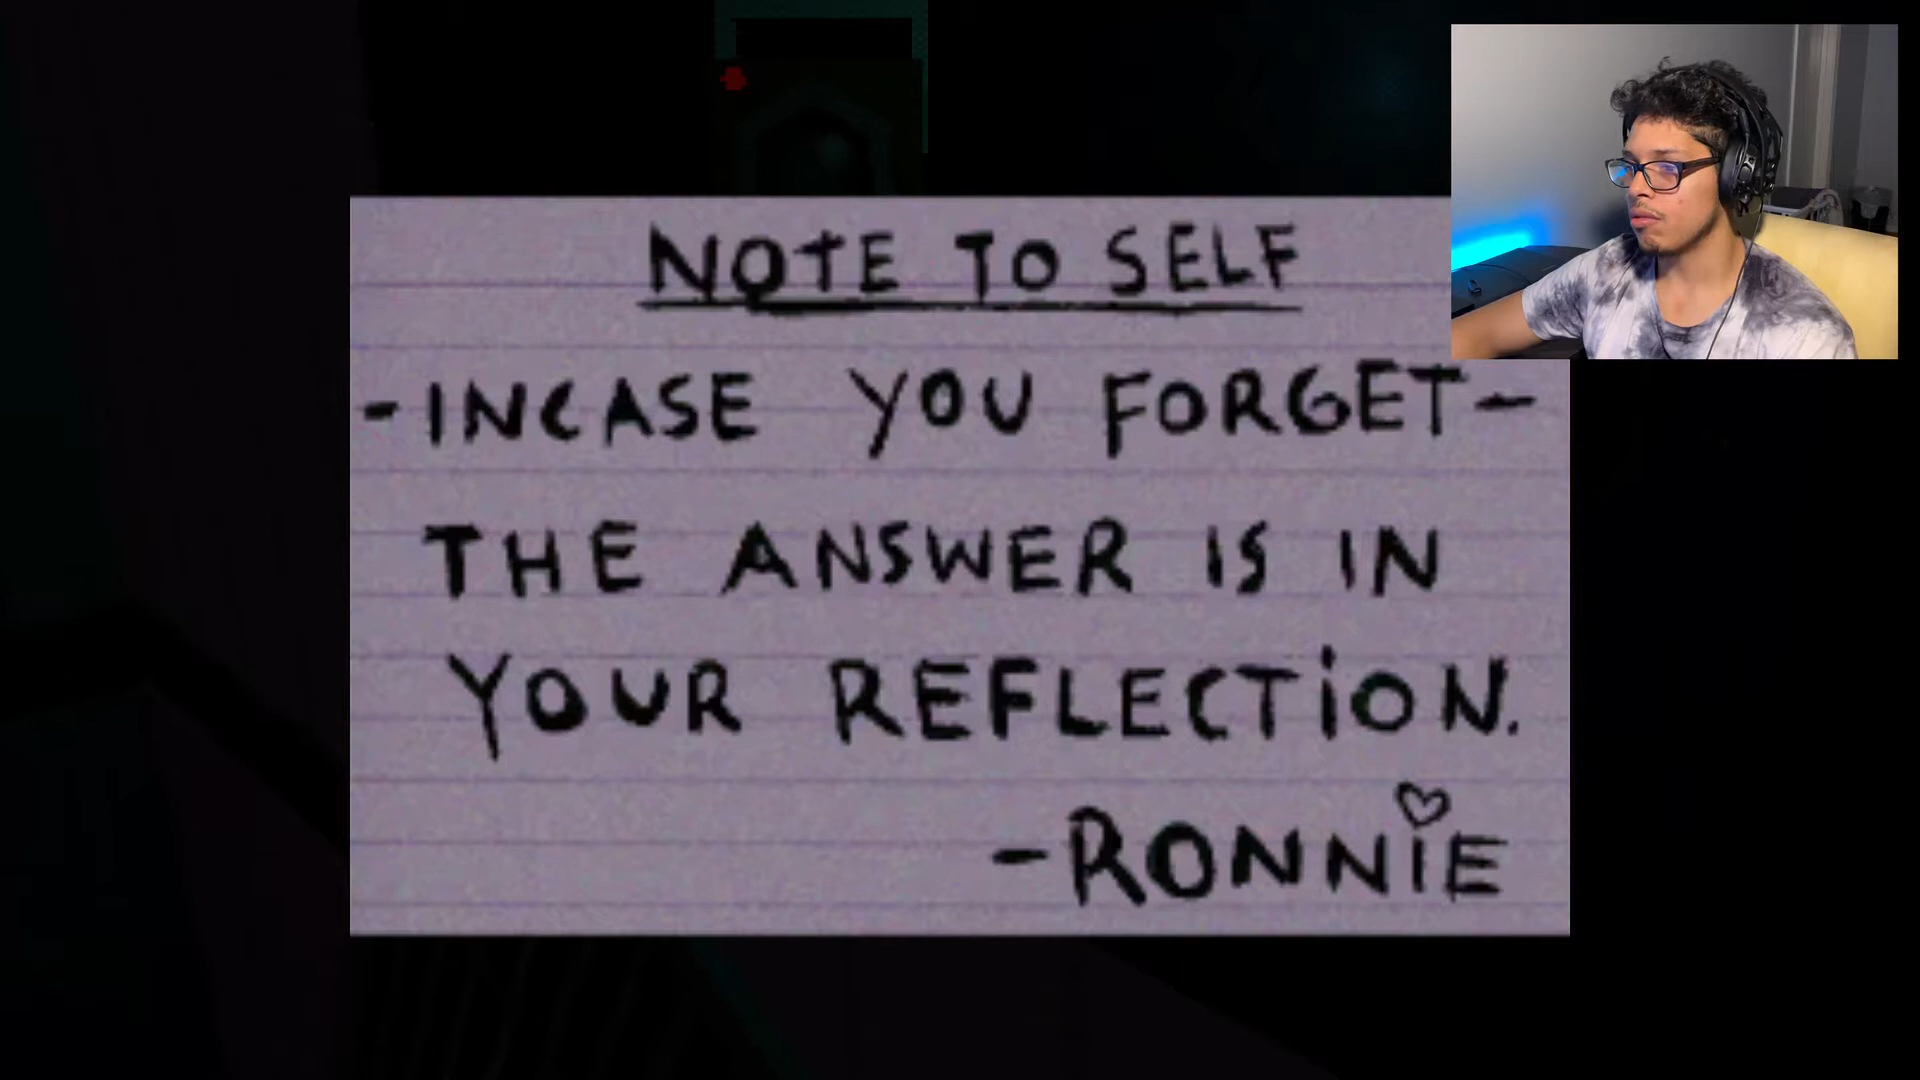 NOTE TO SELF
-INCASE YOU FORGET-
THE ANSWER IS IN
YOUR REFLECTION.
-RONNIE